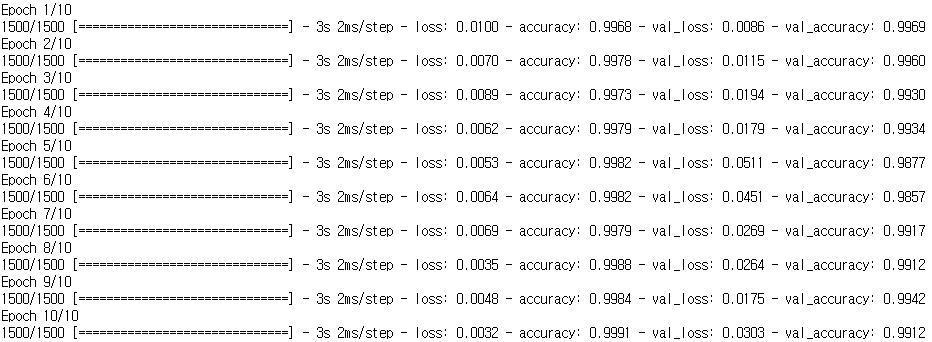 Epoch 1/10
1500/1500 [==============================] - 3s 2ms/step - loss: 0.0100 - accuracy: 0.9968 - val_loss: 0.0086 - val_accuracy: 0.9969
Epoch 2/10
1500/1500 [==============================] - 3s 2ms/step - loss: 0.0070 - accuracy: 0.9978 - val_loss: 0.0115 - val_accuracy: 0.9960
Epoch 3/10
1500/1500 [==============================] - 3s 2ms/step - loss: 0.0089 - accuracy: 0.9973 - val_loss: 0.0194 - val_accuracy: 0.9930
Epoch 4/10
1500/1500 [==============================] - 3s 2ms/step - loss: 0.0062 - accuracy: 0.9979 - val_loss: 0.0179 - val_accuracy: 0.9934
Epoch 5/10
1500/1500 [==============================] - 3s 2ms/step - loss: 0.0053 - accuracy: 0.9982 - val_loss: 0.0511 - val_accuracy: 0.9877
Epoch 6/10
1500/1500 [==============================] - 3s 2ms/step - loss: 0.0064 - accuracy: 0.9982 - val_loss: 0.0451 - val_accuracy: 0.9857
Epoch 7/10
1500/1500 [==============================] - 3s 2ms/step - loss: 0.0069 - accuracy: 0.9979 - val_loss: 0.0269 - val_accuracy: 0.9917
Epoch 8/10
1500/1500 [==============================] - 3s 2ms/step - loss: 0.0035 - accuracy: 0.9988 - val_loss: 0.0264 - val_accuracy: 0.9912
Epoch 9/10
1500/1500 [==============================] - 3s 2ms/step - loss: 0.0048 - accuracy: 0.9984 - val_loss: 0.0175 - val_accuracy: 0.9942
Epoch 10/10
1500/1500 [==============================] - 3s 2ms/step - loss: 0.0032 - accuracy: 0.9991 - val_loss: 0.0303 - val_accuracy: 0.9912